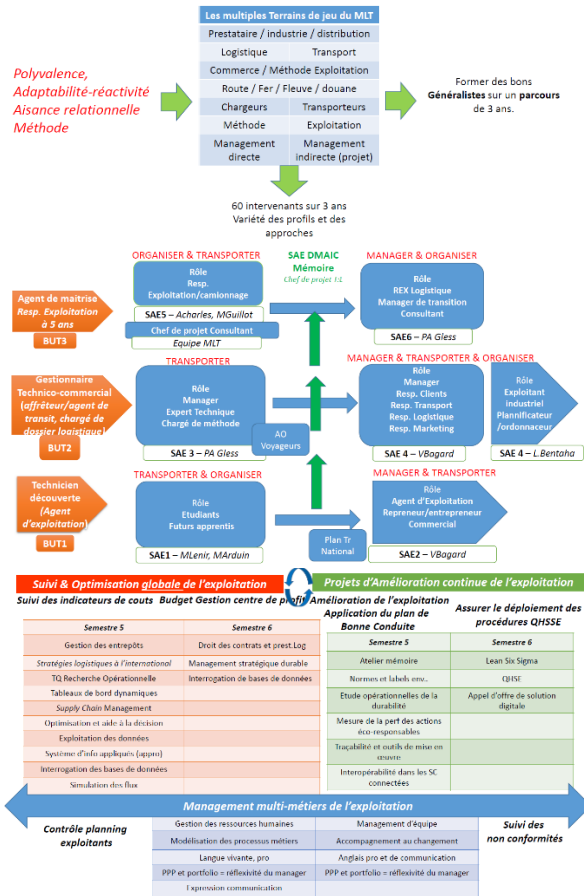 Les multiples Terrains de jeu du MLT
Prestataire / industrie / distribution
Logistique Transport
Commerce / Méthode Exploitation
Route / Fer / Fleuve / douane
Chargeurs Transporteurs
Méthode Exploitation
Management directe
Management indirecte (projet)
Polyvalence,
Adaptabilité-réactivité
Aisance relationnelle
Méthode
Former des bons
Généralistes sur un parcours
de 3 ans.
60 intervenants sur 3 ans
Variété des profils et des
approches
ORGANISER & TRANSPORTER
Rôle
Resp.
Exploitation/camionnage
SAE5 – Acharles, MGuillot
Chef de projet Consultant
Equipe MLT
SAE DMAIC
Mémoire
Chef de projet 1:1
MANAGER & ORGANISER
Rôle
REX Logistique
Manager de transition
Consultant
SAE6 – PA Gless
Agent de maitrise
Resp. Exploitation
à 5 ans
BUT3
TRANSPORTER
Rôle
Manager
Expert Technique
Chargé de méthode
SAE 3 – PA Gless
AO
Voyageurs
MANAGER & TRANSPORTER & ORGANISER
Rôle
Manager
Resp. Clients
Resp. Transport
Resp. Logistique
Resp. Marketing
SAE 4 – VBagard
Rôle
Exploitant
industriel
Plannificateur
/ordonnaceur
SAE 4 – L.Bentaha
Gestionnaire
Technico-commercial
(affréteur/agent de
transit, chargé de
dossier logistique)
BUT2
TRANSPORTER & ORGANISER
Rôle
Etudiants
Futurs apprentis
SAE1 – MLenir, MArduin
Plan Tr
National
MANAGER & TRANSPORTER
Rôle
Agent d'Exploitation
Repreneur/entrepreneur
Commercial
SAE2 – VBagard
Technicien
découverte
(Agent
d'exploitation)
BUT1
Suivi & Optimisation globale de l'exploitation
Suivi des indicateurs de couts Budget Gestion centre de profit
Semestre 5 Semestre 6
Gestion des entrepôts Droit des contrats et prest.Log
Stratégies logistiques à l'international Management stratégique durable
TQ Recherche Opérationnelle Interrogation de bases de données
Tableaux de bord dynamiques
Supply Chain Management
Optimisation et aide à la décision
Exploitation des données
Système d'info appliqués (appro)
Interrogation des bases de données
Simulation des flux
Projets d'Amélioration continue de l'exploitation
Amélioration de l'exploitation
Application du plan de
Bonne Conduite
Assurer le déploiement des
procédures QHSSE
Semestre 5 Semestre 6
Atelier mémoire Lean Six Sigma
Normes et labels env.. QHSE
Etude opérationnelles de la durabilité
Appel d'offre de solution digitale
Mesure de la perf des actions
éco-responsables
Traçabilité et outils de mise en
œuvre
Interopérabilité dans les SC
connectées
Management multi-métiers de l'exploitation
Contrôle planning
exploitants
Gestion des ressources humaines Management d'équipe
Modélisation des processus métiers Accompagnement au changement
Langue vivante, pro Anglais pro et de communication
PPP et portfolio = réflexivité du manager PPP et portfolio = réflexivité du manager
Expression communication
Suivi des
non conformités